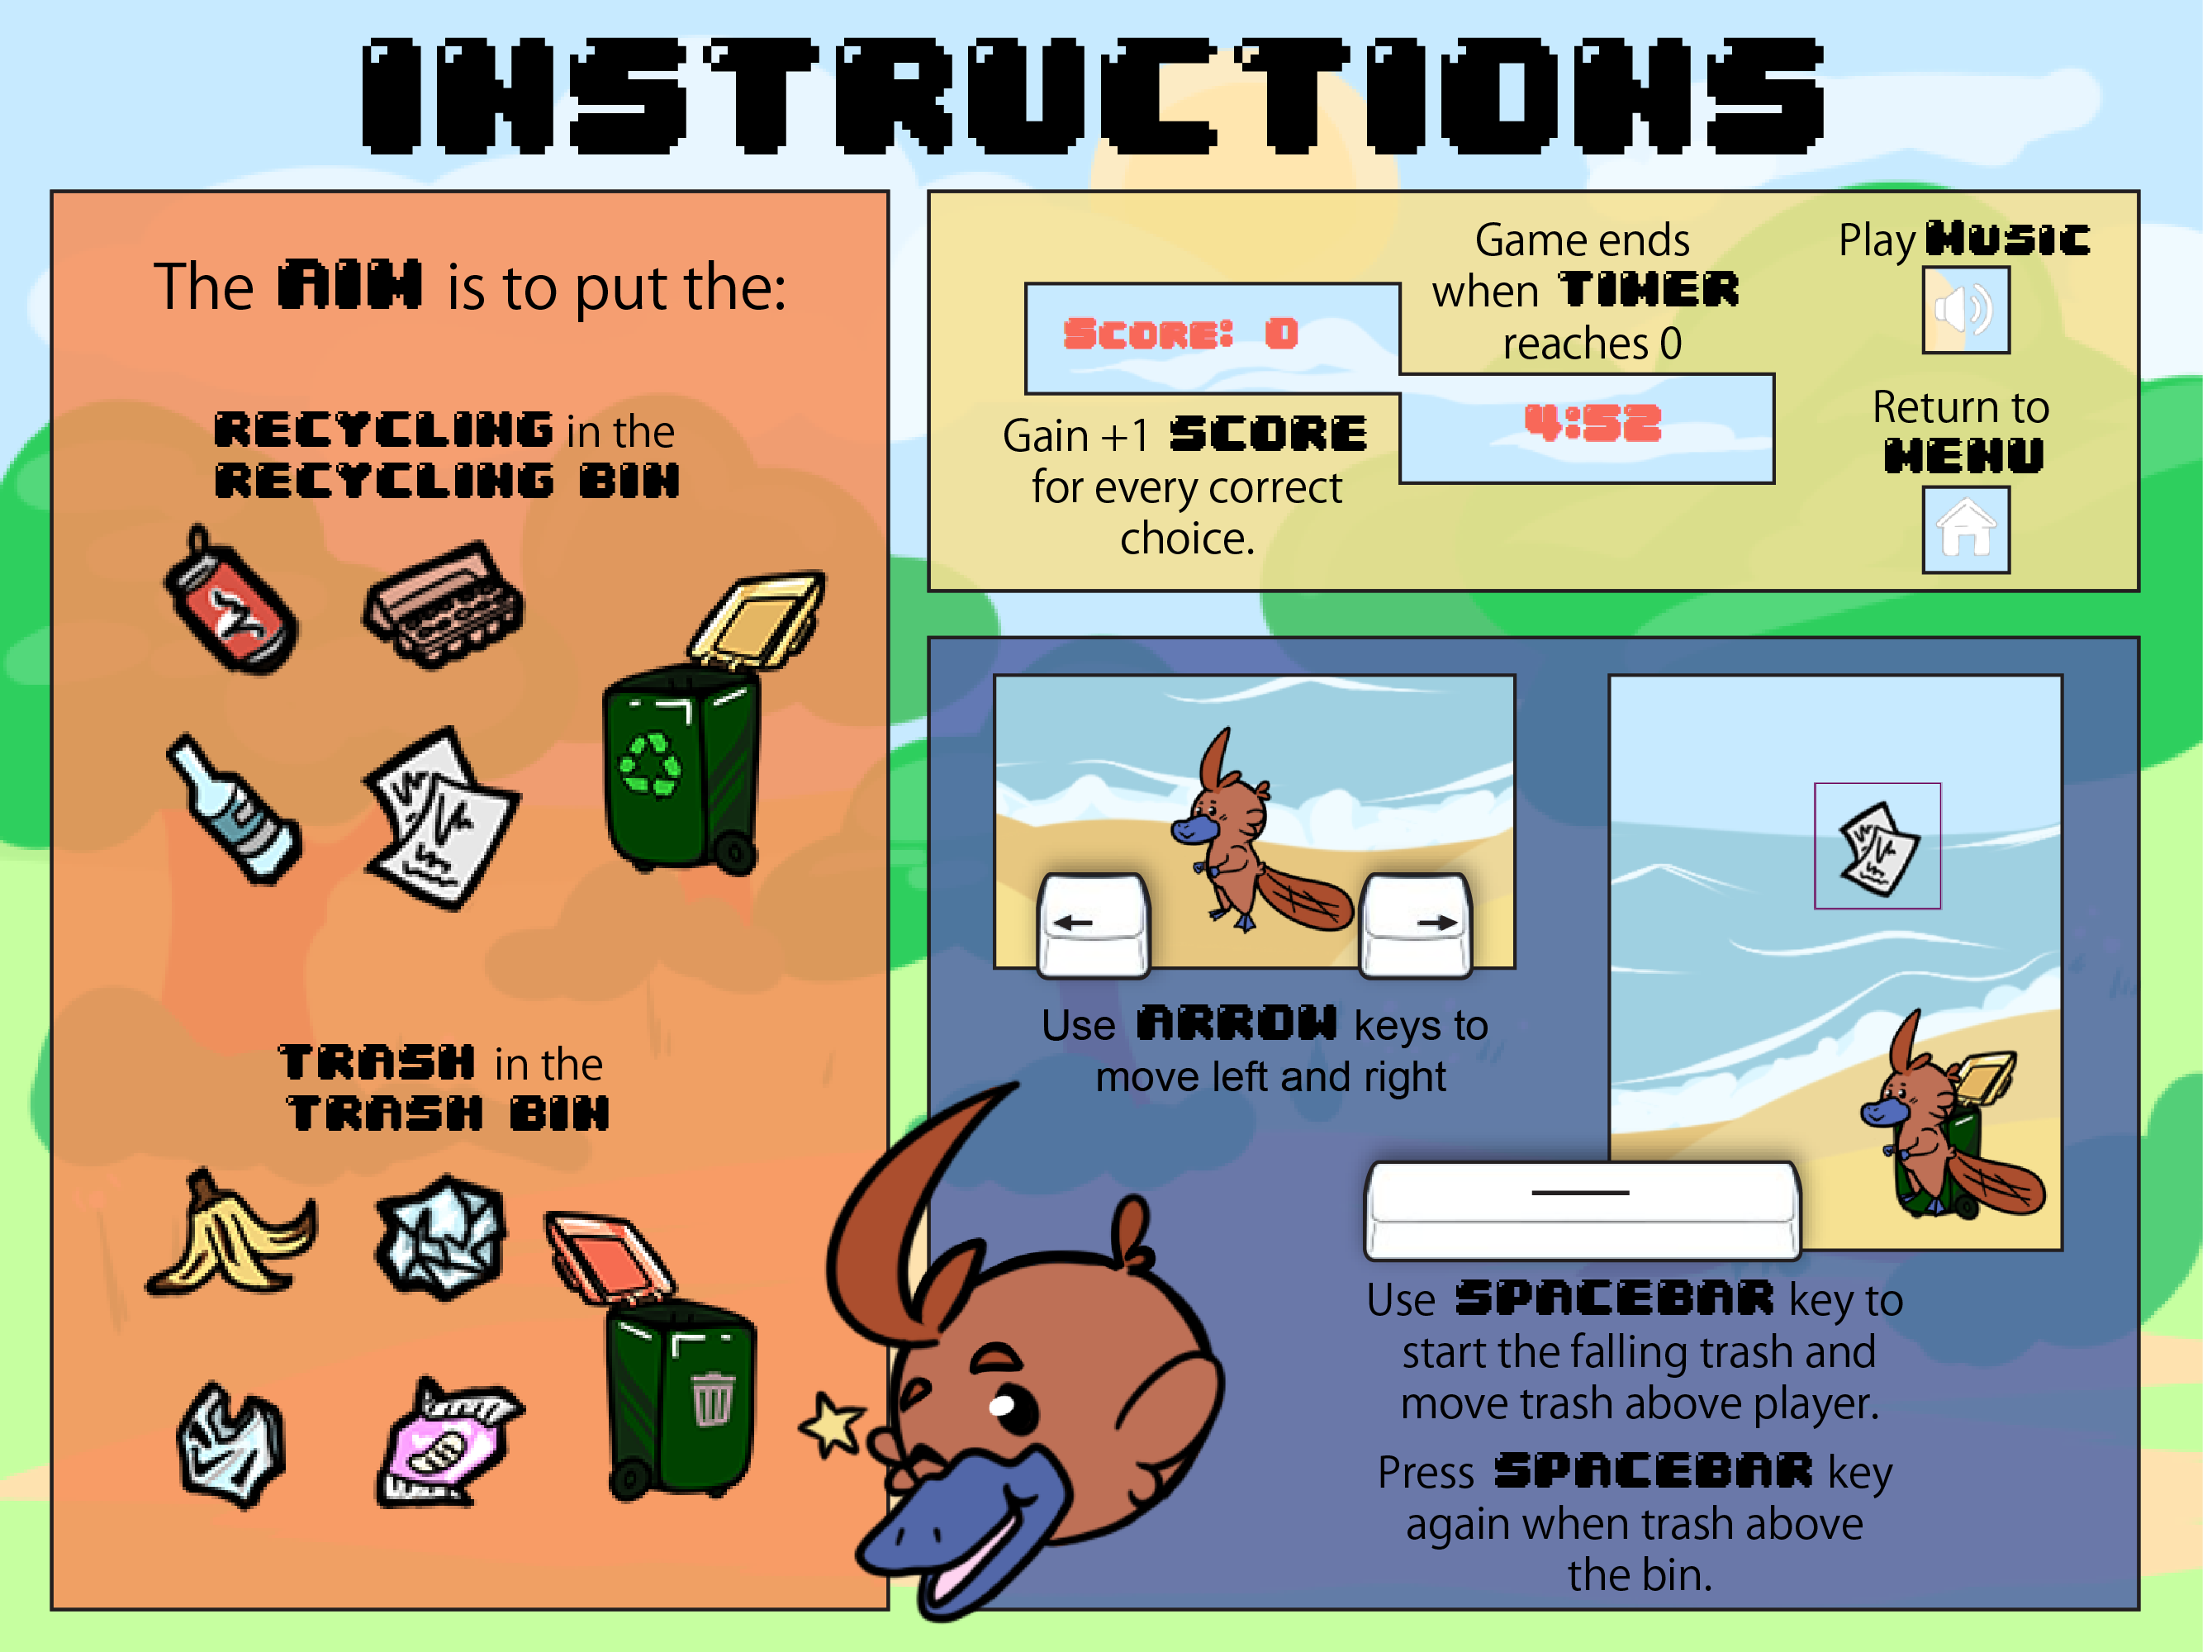 INSTRUCTIONS
The AIM is to put the:
RECYCLING in the
RECYCLING BIN
TRASH in the
TRASH BIN
Score: 0
Gain +1 SCORE
for every correct
choice.
Game ends
when TIMER
reaches 0
4:52
Play Music
Return to
MENU
Use ARROW keys to
move left and right
Use SPACEBAR key to
start the falling trash and
move trash above player.
Press SPACEBAR key
again when trash above
the bin.